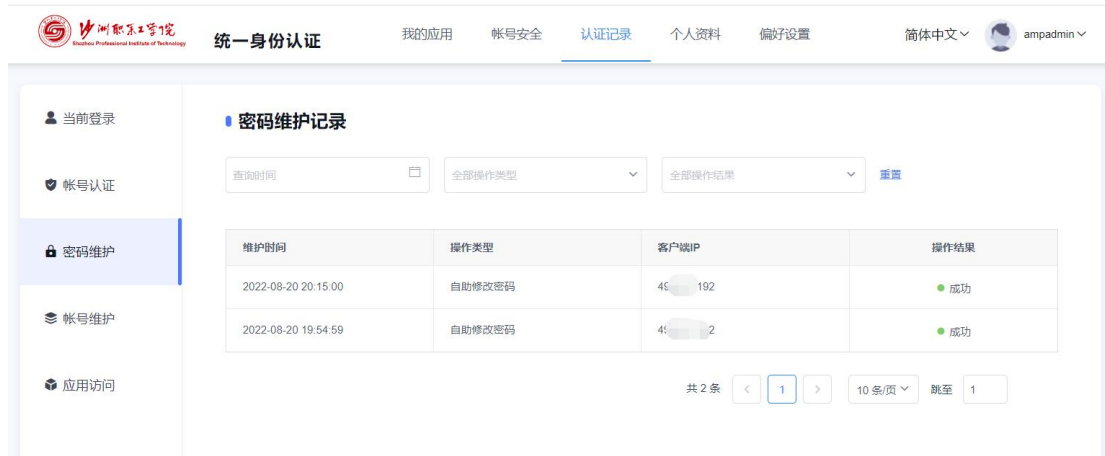 沙洲职业工学院
Shazhou Professional Institute of Technology
统一身份认证
我的应用 帐号安全 认证记录 个人资料 偏好设置
简体中文 ampadmin
当前登录
帐号认证
密码维护
帐号维护
应用访问
密码维护记录
查询时间 全部操作类型 全部操作结果 重置
维护时间 操作类型 客户端IP 操作结果
2022-08-20 20:15:00 自助修改密码 49 192 成功
2022-08-20 19:54:59 自助修改密码 2 成功
共 2 条 < 1 > 10 条/页 跳至 1